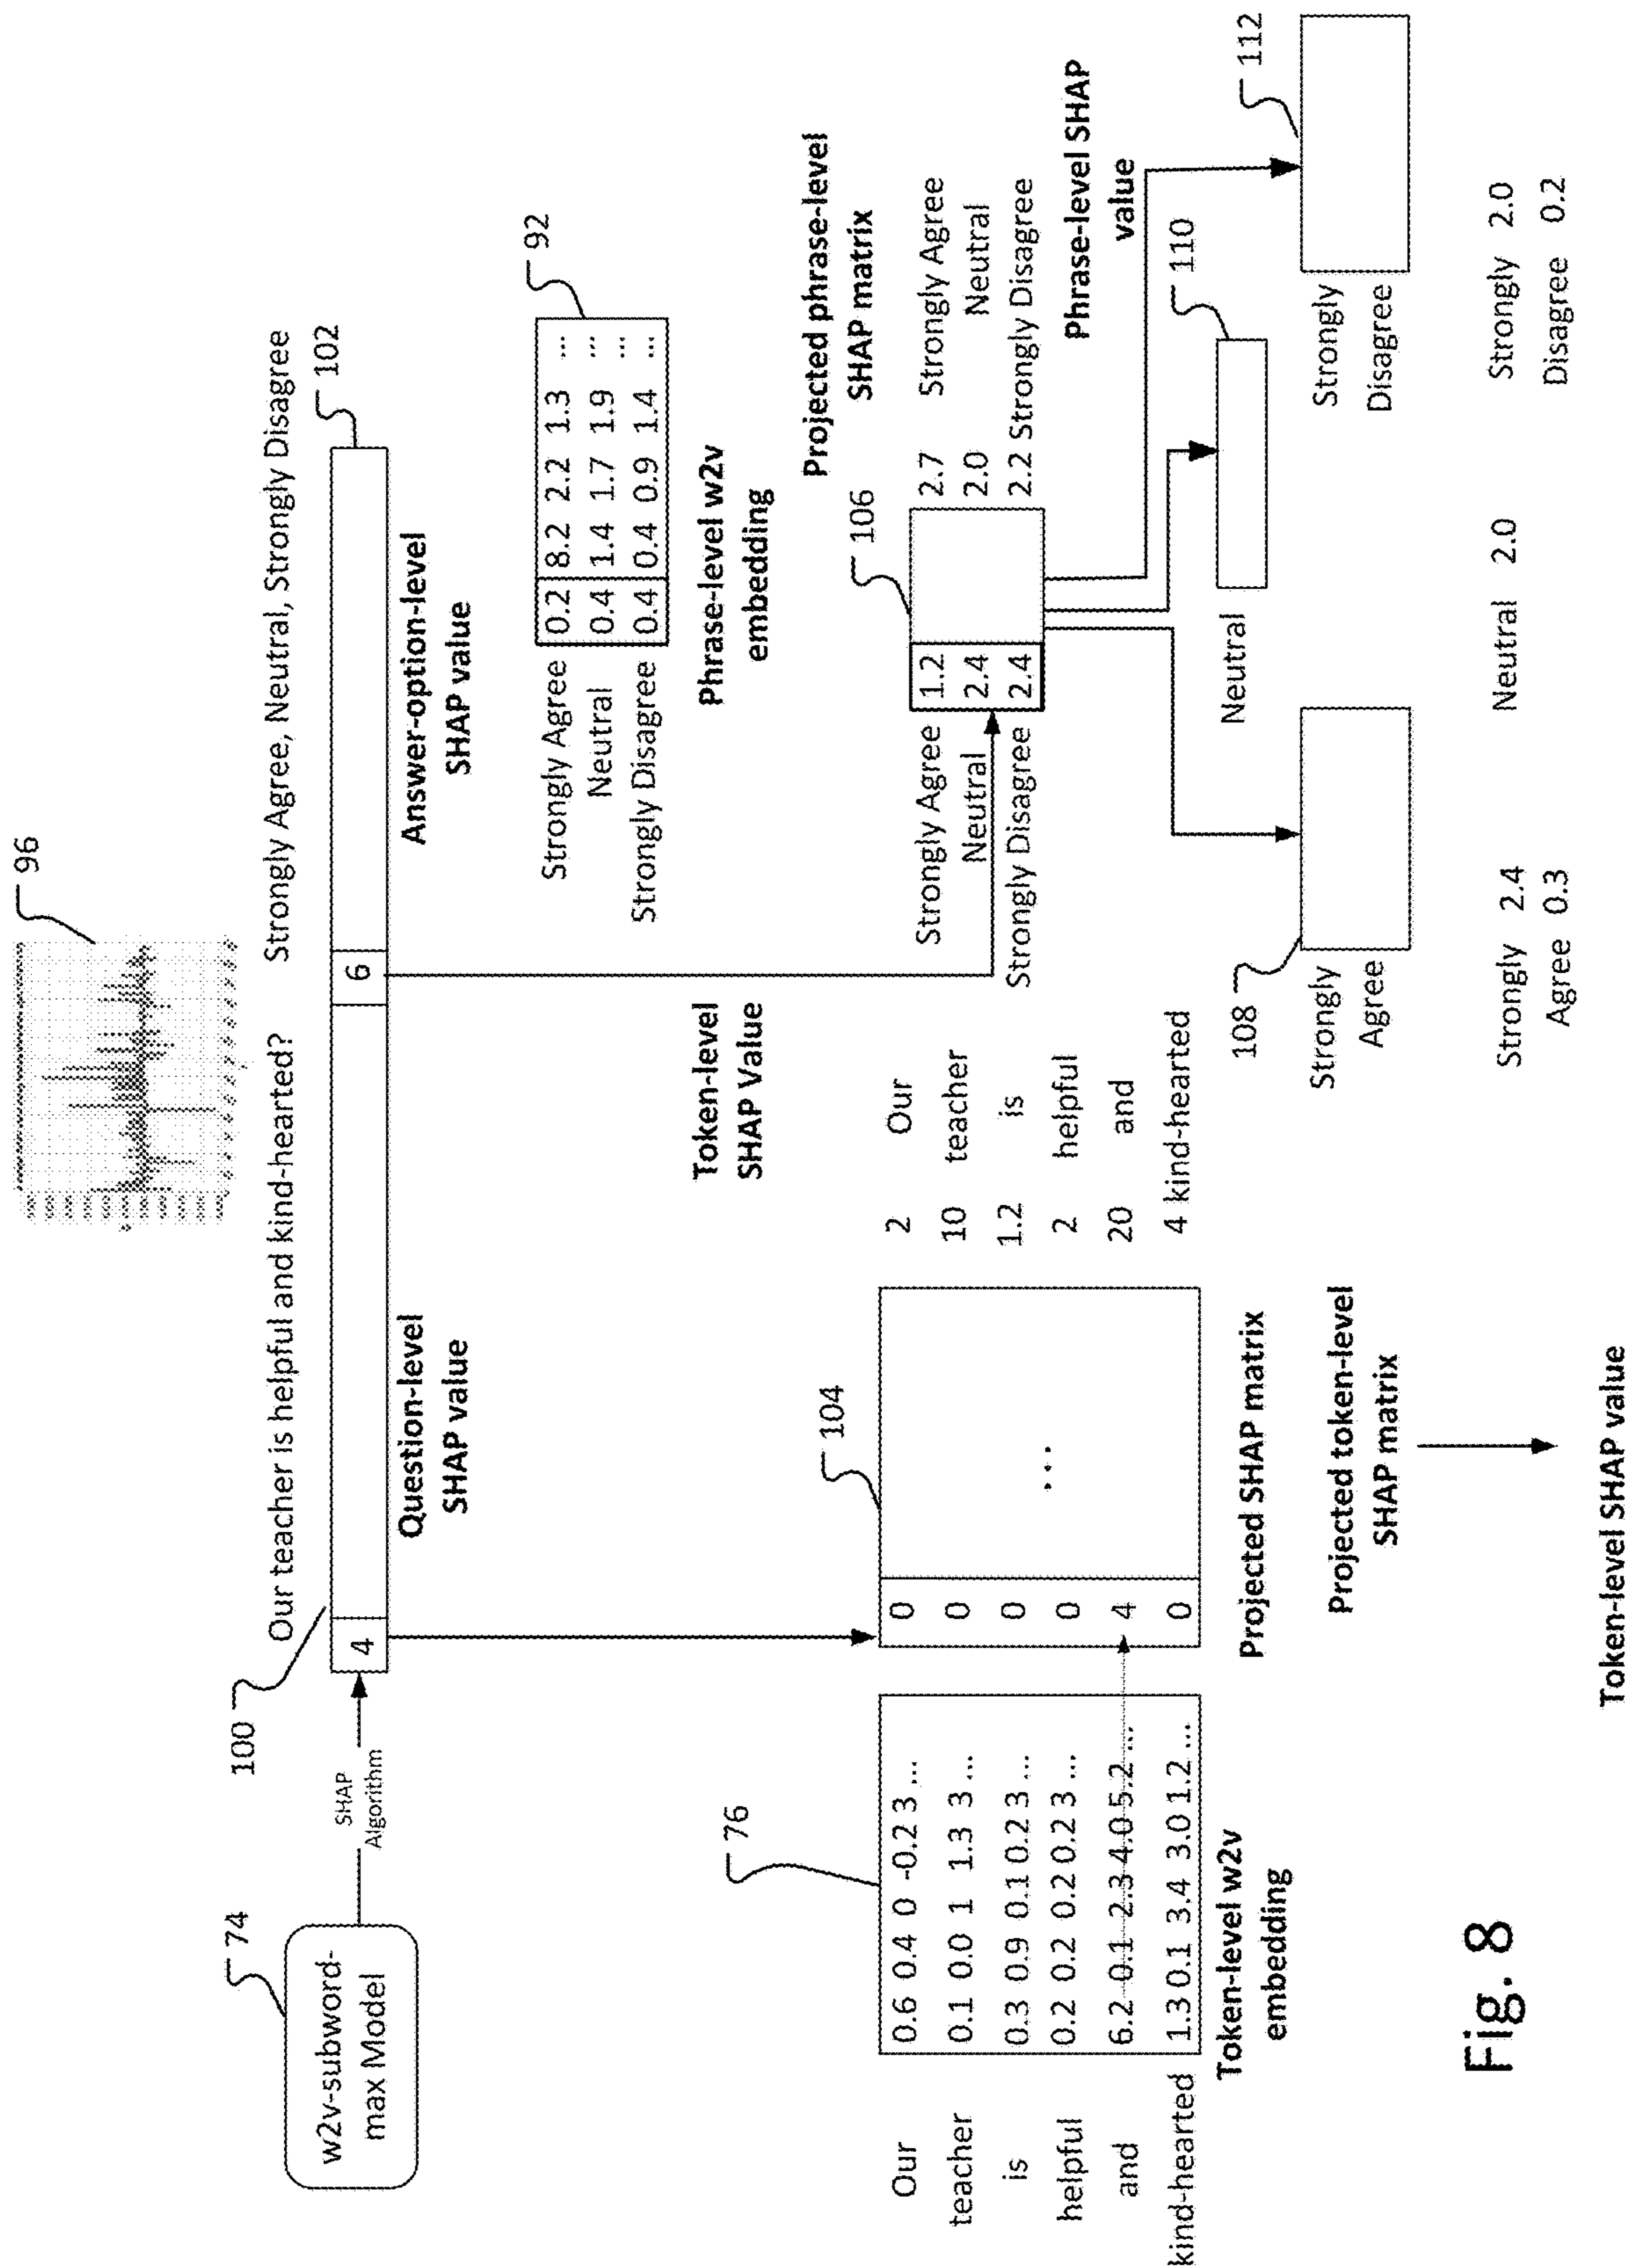 96
Our teacher is helpful and kind-hearted?
Strongly Agree, Neutral, Strongly Disagree
74
w2v-subword-
max Model
SHAP
Algorithm
100
4
6
102
Question-level
SHAP value
Answer-option-level
SHAP value
Strongly Agree 0.2 8.2 2.2 1.3 ...
Neutral 0.4 1.4 1.7 1.9 ...
...
Strongly Disagree 0.4 0.4 0.9 1.4 ...
92
Phrase-level w2v
embedding
Token-level
SHAP Value
76
Our 0.6 0.4 0 -0.2 3 ...
teacher 0.1 0.0 1 1.3 3 ...
is 0.3 0.9 0.1 0.2 3 ...
helpful 0.2 0.2 0.2 0.2 3 ...
and 6.2 0.1 2.3 4.0 5.2 ...
kind-hearted 1.3 0.1 3.4 3.0 1.2 ...
Token-level w2v
embedding
104
0
0
0
0
4
0
...
Projected SHAP matrix
2 Our
10 teacher
1.2 is
2 helpful
20 and
4 kind-hearted
Projected token-level
SHAP matrix
Token-level SHAP value
Projected phrase-level
SHAP matrix
106
Strongly Agree 1.2 2.7 Strongly Agree
Neutral 2.4 2.0 Neutral
Strongly Disagree 2.4 2.2 Strongly Disagree
Phrase-level SHAP
value
108
Strongly
Agree
110
Neutral
112
Strongly
Disagree
Strongly 2.4
Agree 0.3
Neutral 2.0
Strongly 2.0
Disagree 0.2
Fig. 8